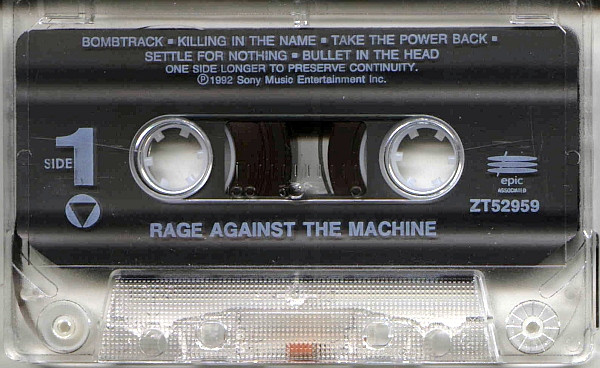 BOMBTRACK ▪ KILLING IN THE NAME ▪ TAKE THE POWER BACK ▪
SETTLE FOR NOTHING ▪ BULLET IN THE HEAD
ONE SIDE LONGER TO PRESERVE CONTINUITY.
℗1992 Sony Music Entertainment Inc.
SIDE 1
epic
ASSOCIATED
ZT52959
RAGE AGAINST THE MACHINE